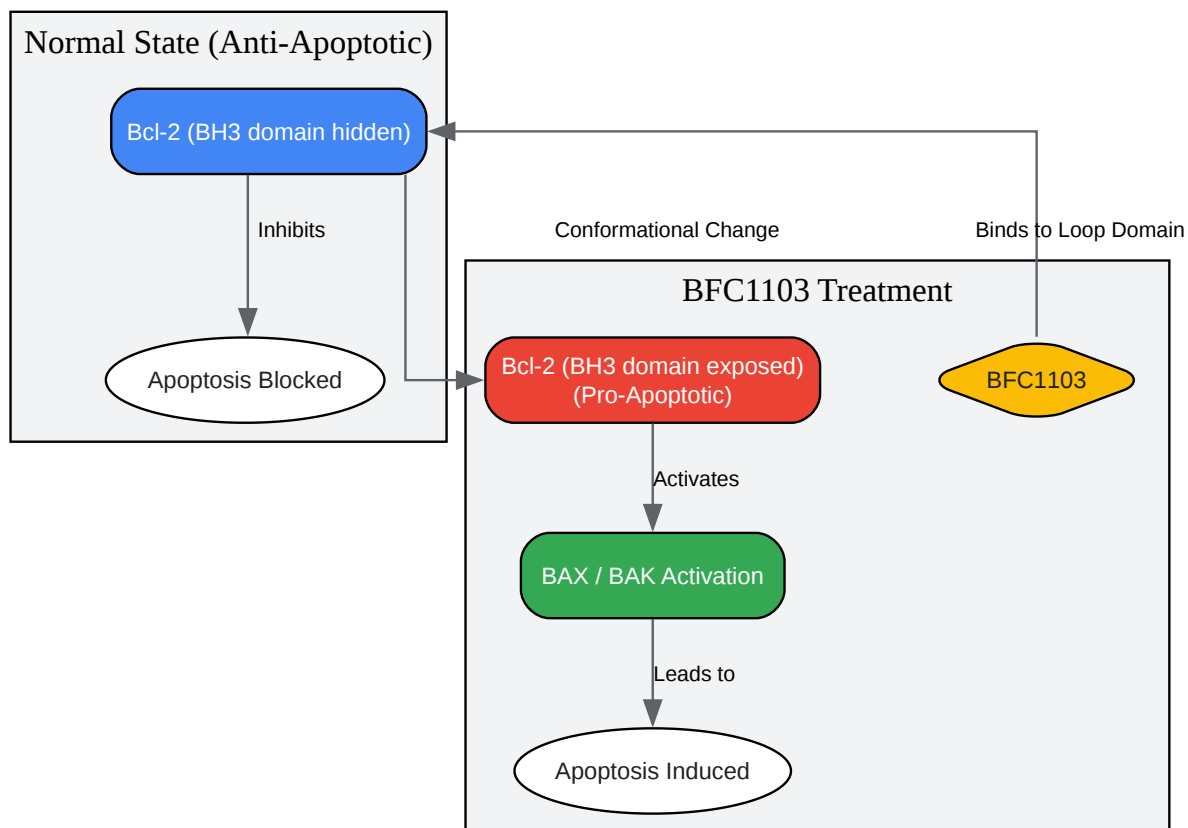 Normal State (Anti-Apoptotic)
Bcl-2 (BH3 domain hidden)
Inhibits
Conformational Change
Binds to Loop Domain
BFC1103 Treatment
Apoptosis Blocked
Bcl-2 (BH3 domain exposed)
(Pro-Apoptotic)
BFC1103
Activates
BAX / BAK Activation
Leads to
Apoptosis Induced